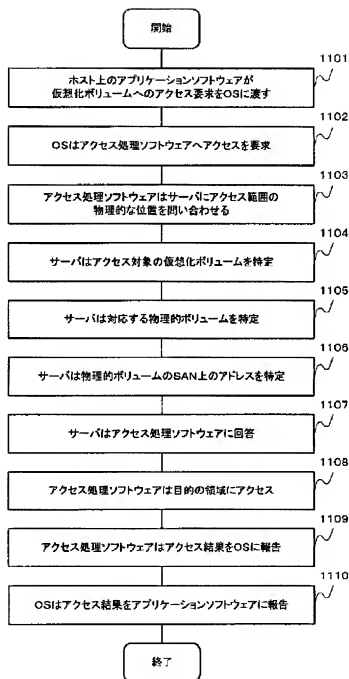 開始
1101
ホスト上のアプリケーションソフトウェアが
仮想化ボリュームへのアクセス要求をOSに渡す
1102
OSはアクセス処理ソフトウェアへアクセスを要求
1103
アクセス処理ソフトウェアはサーバにアクセス範囲の
物理的な位置を問い合わせる
1104
サーバはアクセス対象の仮想化ボリュームを特定
1105
サーバは対応する物理的ボリュームを特定
1106
サーバは物理的ボリュームのSAN上のアドレスを特定
1107
サーバはアクセス処理ソフトウェアに回答
1108
アクセス処理ソフトウェアは目的の領域にアクセス
1109
アクセス処理ソフトウェアはアクセス結果をOSに報告
1110
OSはアクセス結果をアプリケーションソフトウェアに報告
終了